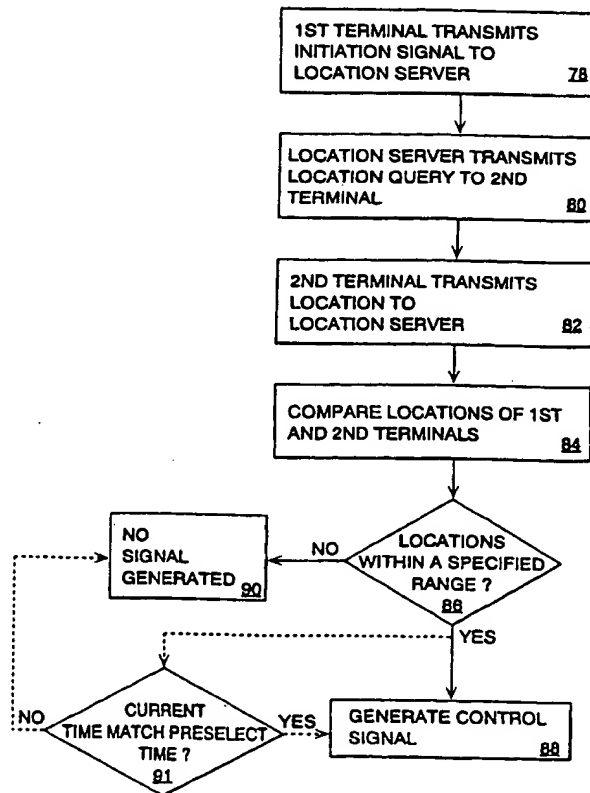 1ST TERMINAL TRANSMITS
INITIATION SIGNAL TO
LOCATION SERVER
78
LOCATION SERVER TRANSMITS
LOCATION QUERY TO 2ND
TERMINAL
80
2ND TERMINAL TRANSMITS
LOCATION TO
LOCATION SERVER
82
COMPARE LOCATIONS OF 1ST
AND 2ND TERMINALS
84
LOCATIONS
WITHIN A SPECIFIED
RANGE ?
86
NO
NO
SIGNAL
GENERATED
90
YES
CURRENT
TIME MATCH PRESELECT
TIME ?
91
NO
YES
GENERATE CONTROL
SIGNAL
88